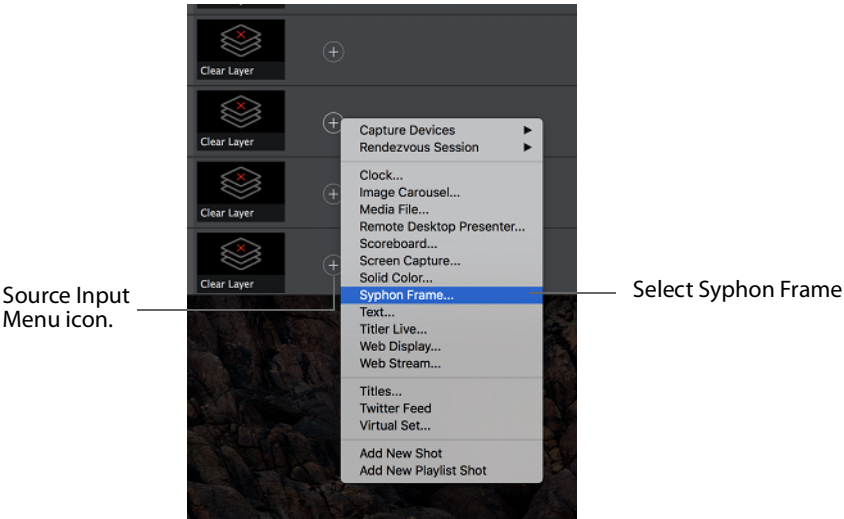 Clear Layer
Clear Layer
Clear Layer
Clear Layer
Capture Devices
Rendezvous Session
Clock...
Image Carousel...
Media File...
Remote Desktop Presenter...
Scoreboard...
Screen Capture...
Solid Color...
Syphon Frame...
Text...
Titler Live...
Web Display...
Web Stream...
Titles...
Twitter Feed
Virtual Set...
Add New Shot
Add New Playlist Shot
Source Input
Menu icon.
Select Syphon Frame